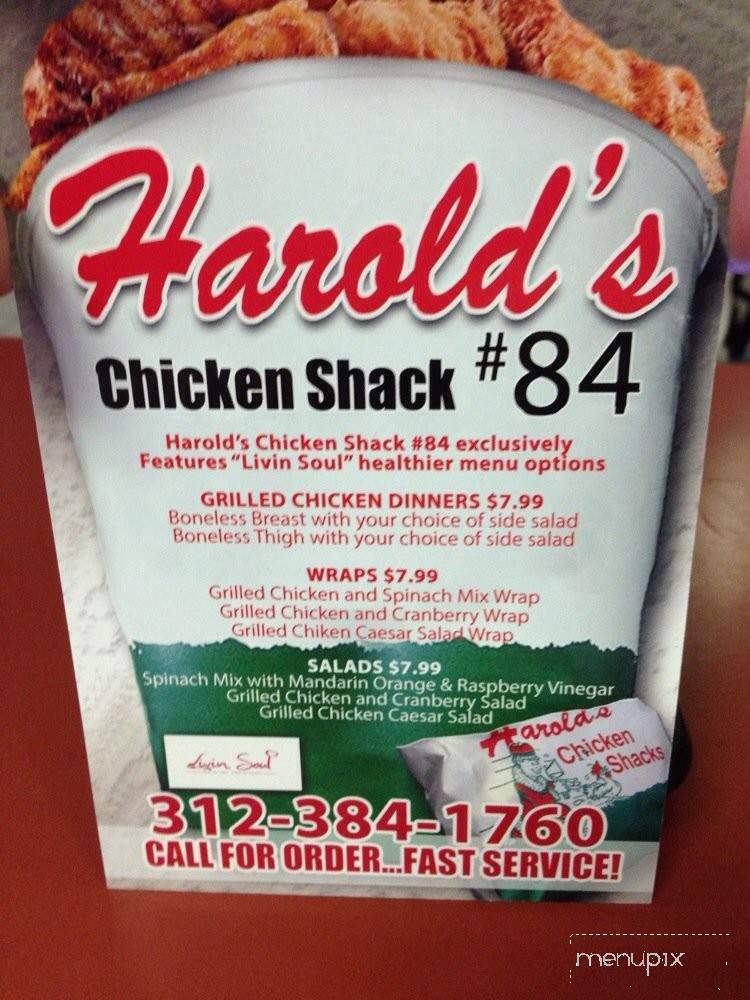 Harold's
Chicken Shack #84
Harold's Chicken Shack #84 exclusively
Features "Livin Soul" healthier menu options
GRILLED CHICKEN DINNERS $7.99
Boneless Breast with your choice of side salad
Boneless Thigh with your choice of side salad
WRAPS $7.99
Grilled Chicken and Spinach Mix Wrap
Grilled Chicken and Cranberry Wrap
Grilled Chiken Caesar Salad Wrap
SALADS $7.99
Spinach Mix with Mandarin Orange & Raspberry Vinegar
Grilled Chicken and Cranberry Salad
Grilled Chicken Caesar Salad
Harold's
Chicken
Shacks
Livin Soul
312-384-1760
CALL FOR ORDER...FAST SERVICE!
menupix